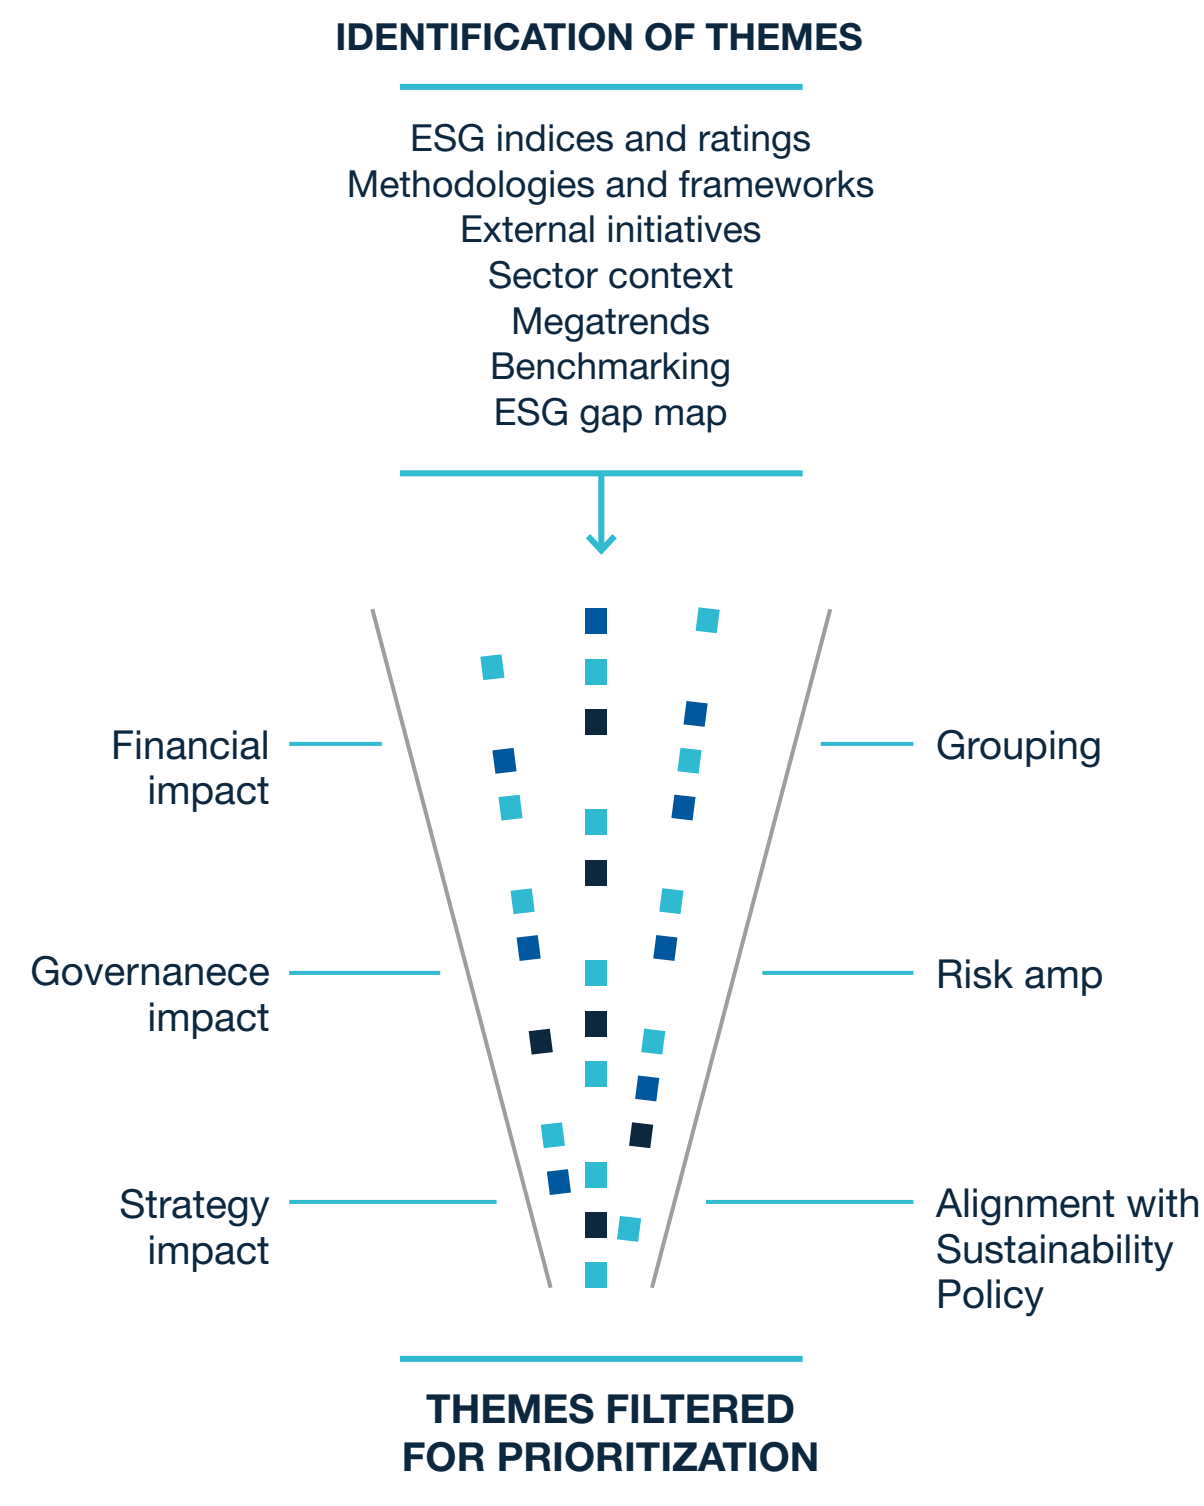 IDENTIFICATION OF THEMES
ESG indices and ratings
Methodologies and frameworks
External initiatives
Sector context
Megatrends
Benchmarking
ESG gap map
Financial
impact
Grouping
Governanece
impact
Risk amp
Strategy
impact
Alignment with
Sustainability
Policy
THEMES FILTERED
FOR PRIORITIZATION